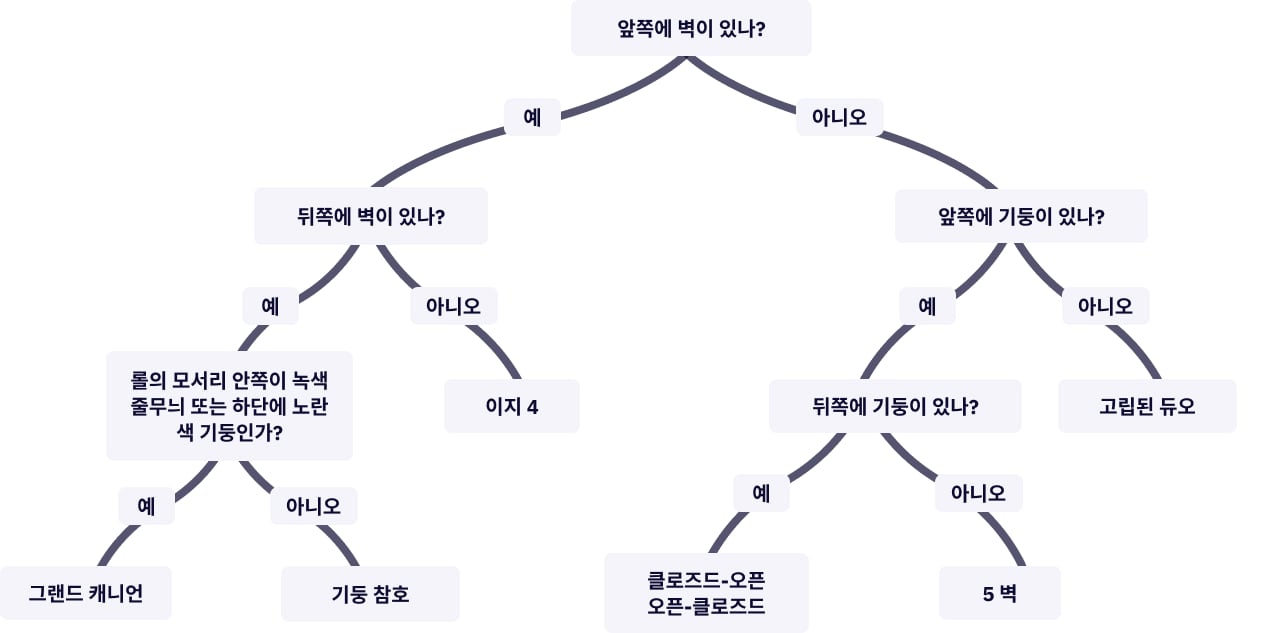 앞쪽에 벽이 있나?
예
아니오
뒤쪽에 벽이 있나?
앞쪽에 기둥이 있나?
예
아니오
예
아니오
롤의 모서리 안쪽이 녹색
줄무늬 또는 하단에 노란
색 기둥인가?
이지 4
뒤쪽에 기둥이 있나?
고립된 듀오
예
아니오
예
아니오
그랜드 캐니언
기둥 참호
클로즈드-오픈
오픈-클로즈드
5 벽